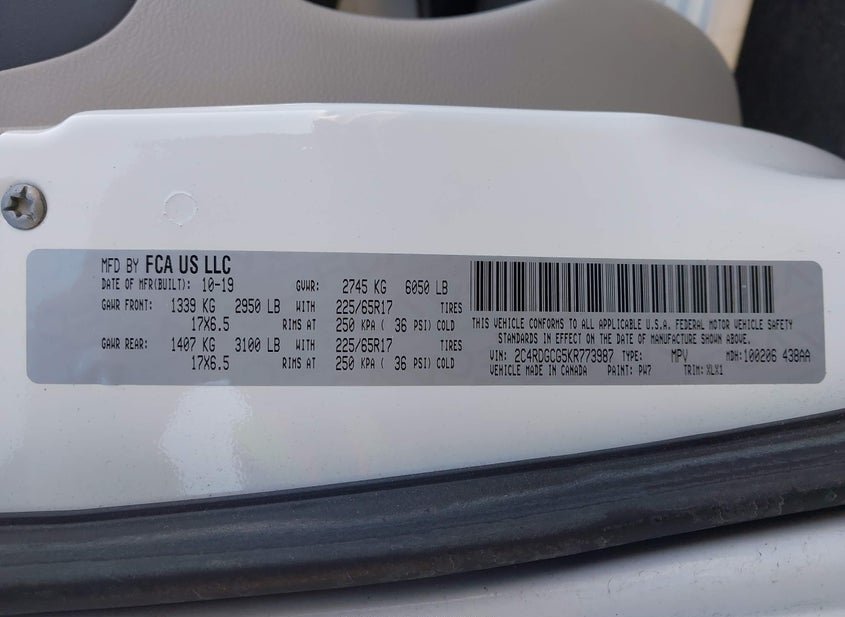 MFD BY FCA US LLC
DATE OF MFR(BUILT): 10-19 GVWR: 2745 KG 6050 LB
GAWR FRONT: 1339 KG 2950 LB WITH 225/65R17 TIRES
17X6.5 RIMS AT 250 KPA ( 36 PSI) COLD
GAWR REAR: 1407 KG 3100 LB WITH 225/65R17 TIRES
17X6.5 RIMS AT 250 KPA ( 36 PSI) COLD
THIS VEHICLE CONFORMS TO ALL APPLICABLE U.S.A. FEDERAL MOTOR VEHICLE SAFETY
STANDARDS IN EFFECT ON THE DATE OF MANUFACTURE SHOWN ABOVE.
VIN: 2C4RDGCG5KR773987 TYPE: MPV MDH: 100206 438AA
VEHICLE MADE IN CANADA PAINT: PW7 TRIM: XLX1